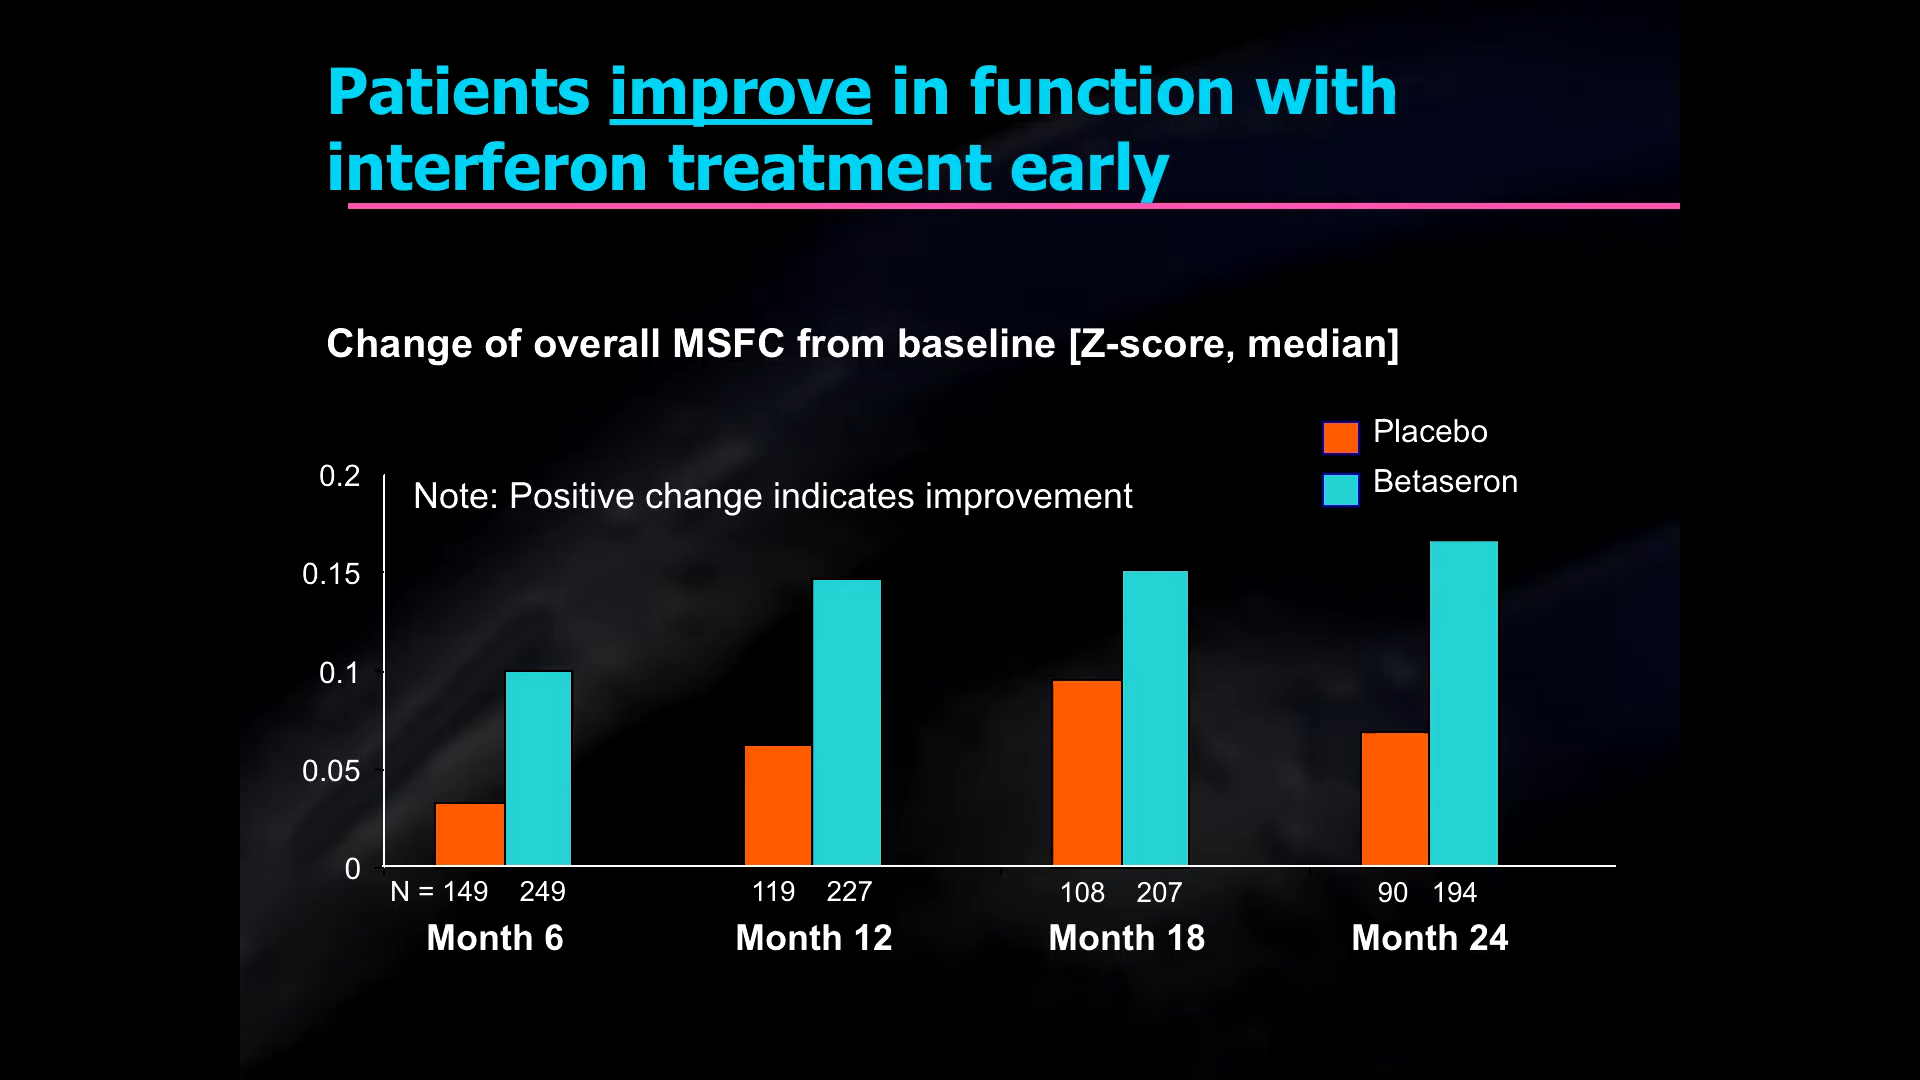 Patients improve in function with
interferon treatment early
Change of overall MSFC from baseline [Z-score, median]
Placebo
Betaseron
Note: Positive change indicates improvement
0.2
0.15
0.1
0.05
0
N = 149 249 119 227 108 207 90 194
Month 6 Month 12 Month 18 Month 24